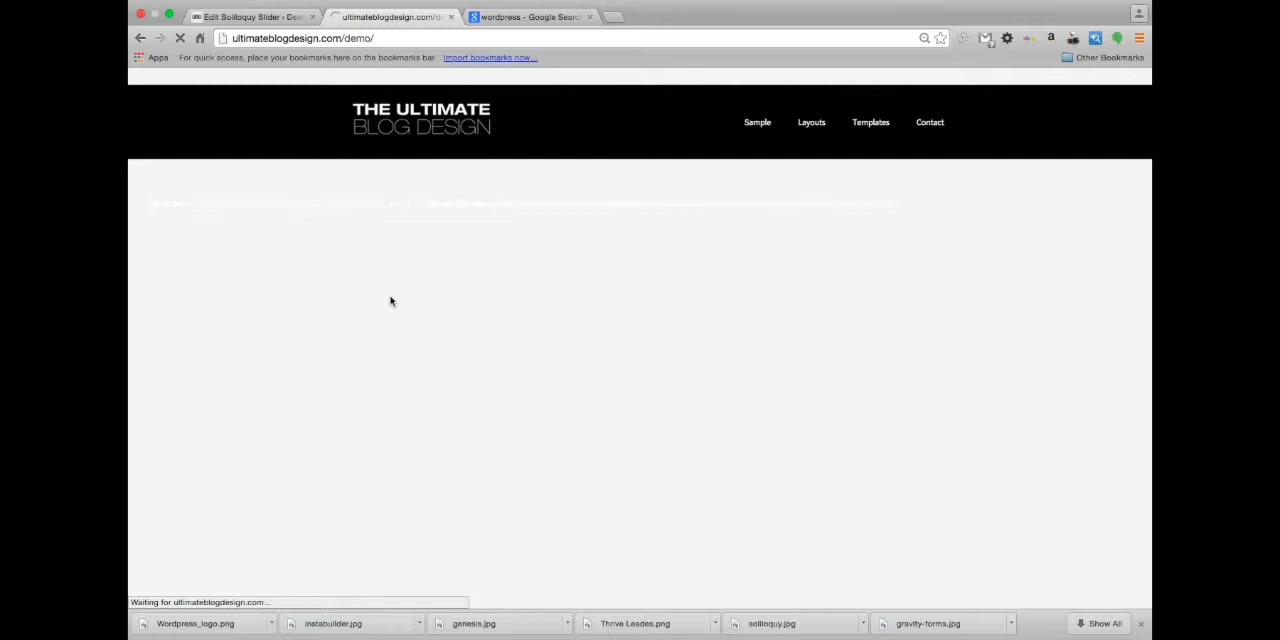 Edit Soliloquy Slider ‹ Dem
ultimateblogdesign.com/de
wordpress - Google Searc
ultimateblogdesign.com/demo/
Apps For quick access, place your bookmarks here on the bookmarks bar. Import bookmarks now... Other Bookmarks
THE ULTIMATE
BLOG DESIGN
Sample Layouts Templates Contact
Waiting for ultimateblogdesign.com...
Wordpress_logo.png instabuilder.jpg genesis.jpg Thrive Leades.png soliloquy.jpg gravity-forms.jpg Show All